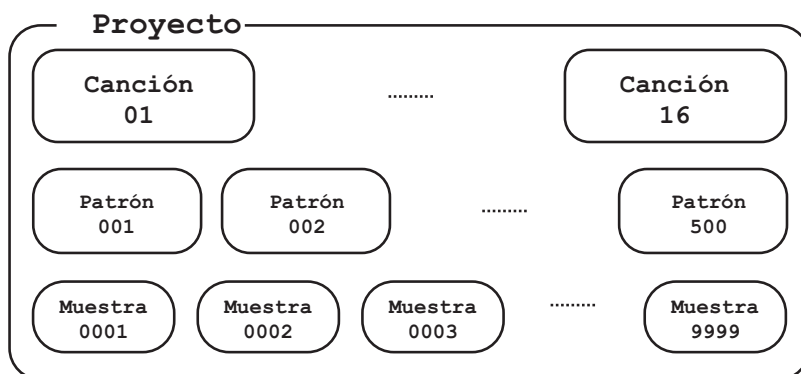 Proyecto
Canción
01
.........
Canción
16
Patrón
001
Patrón
002
.........
Patrón
500
Muestra
0001
Muestra
0002
Muestra
0003
.........
Muestra
9999